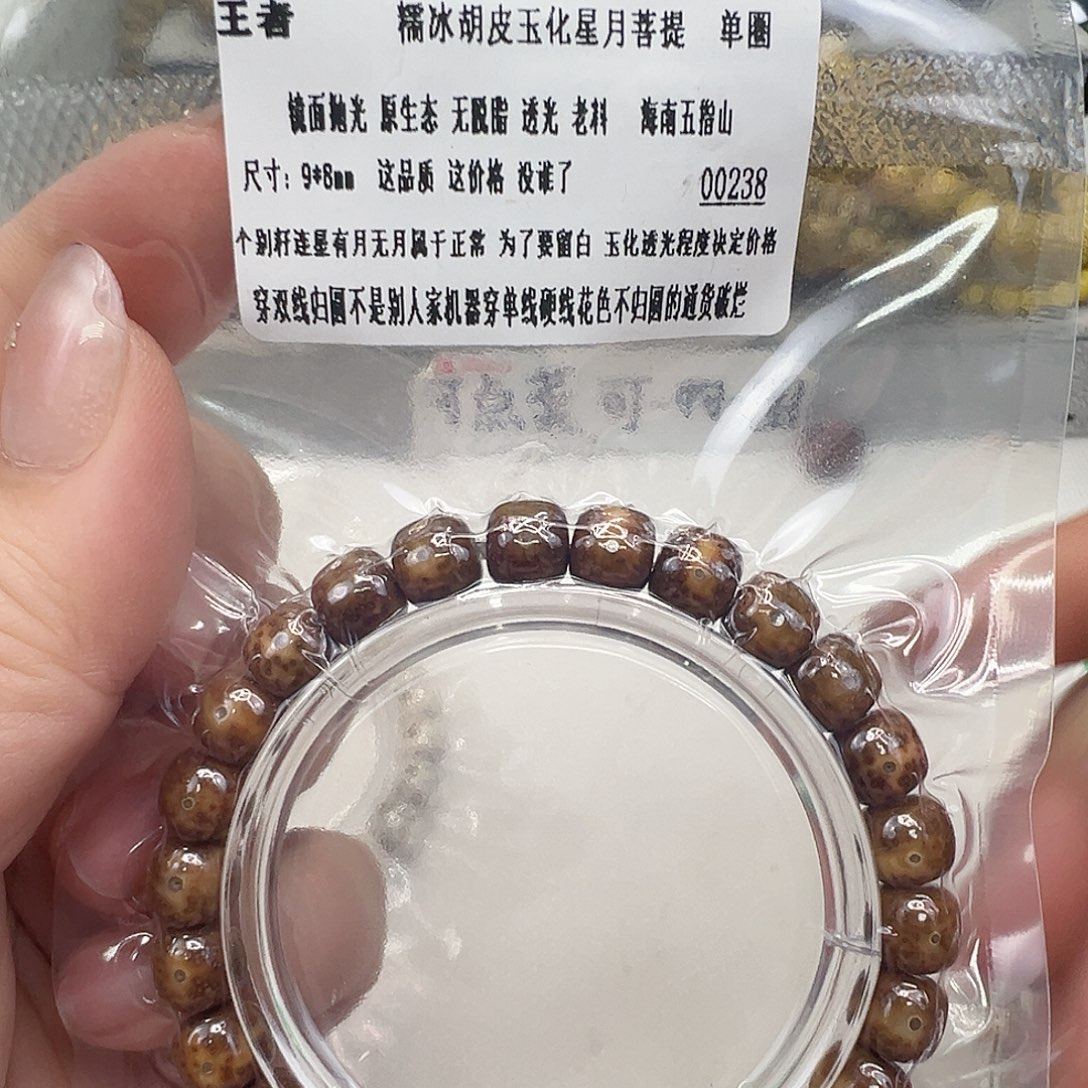 王者 糯冰胡皮玉化星月菩提 单圈
镜面抛光 原生态 无脱脂 透光 老料 海南五指山
尺寸：9*8mm 这品质 这价格 没谁了 00238
个别籽连星有月无月属于正常 为了要留白 玉化透光程度决定价格
穿双线归圆不是别人家机器穿单线硬线花色不归圆的通货破烂